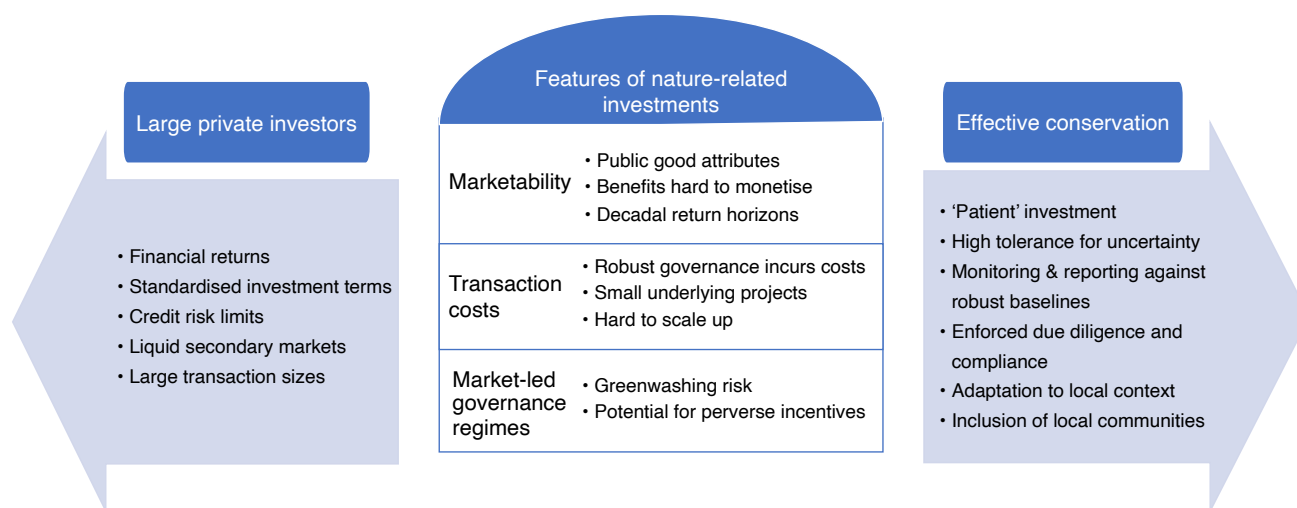 Large private investors
• Financial returns
• Standardised investment terms
• Credit risk limits
• Liquid secondary markets
• Large transaction sizes
Features of nature-related
investments
Marketability
• Public good attributes
• Benefits hard to monetise
• Decadal return horizons
Transaction
costs
• Robust governance incurs costs
• Small underlying projects
• Hard to scale up
Market-led
governance
regimes
• Greenwashing risk
• Potential for perverse incentives
Effective conservation
• ‘Patient’ investment
• High tolerance for uncertainty
• Monitoring & reporting against
robust baselines
• Enforced due diligence and
compliance
• Adaptation to local context
• Inclusion of local communities